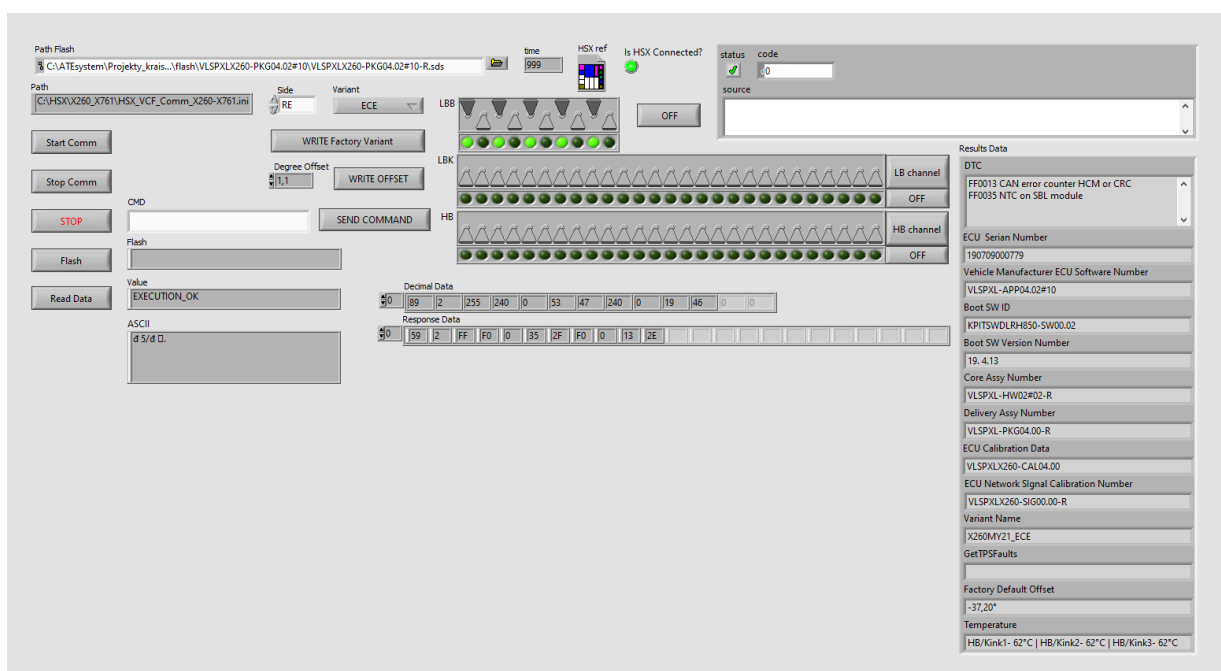 Path Flash
C:\ATEsystem\Projekty_krais...\flash\VLSPXLX260-PKG04.02#10\VLSPXLX260-PKG04.02#10-R.sds
time
999
HSX ref
Is HSX Connected?
status
code
0
source
Path
C:\HSX\X260_X761\HSX_VCF_Comm_X260-X761.ini
Side
RE
Variant
ECE
LBB
OFF
Start Comm
WRITE Factory Variant
Results Data
DTC
FF0013 CAN error counter HCM or CRC
FF0035 NTC on SBL module
Degree Offset
1,1
WRITE OFFSET
LBK
LB channel
OFF
Stop Comm
CMD
STOP
SEND COMMAND
HB
HB channel
OFF
Flash
Flash
Value
EXECUTION_OK
Read Data
ASCII
đ 5/đ □.
Decimal Data
0 89 2 255 240 0 53 47 240 0 19 46 0 0
Response Data
0 59 2 FF F0 0 35 2F F0 0 13 2E
ECU Serian Number
190709000779
Vehicle Manufacturer ECU Software Number
VLSPXL-APP04.02#10
Boot SW ID
KPITSWDLRH850-SW00.02
Boot SW Version Number
19. 4.13
Core Assy Number
VLSPXL-HW02#02-R
Delivery Assy Number
VLSPXL-PKG04.00-R
ECU Calibration Data
VLSPXLX260-CAL04.00
ECU Network SIgnal Calibration Number
VLSPXLX260-SIG00.00-R
Variant Name
X260MY21_ECE
GetTPSFaults
Factory Default Offset
-37,20°
Temperature
HB/Kink1- 62°C | HB/Kink2- 62°C | HB/Kink3- 62°C